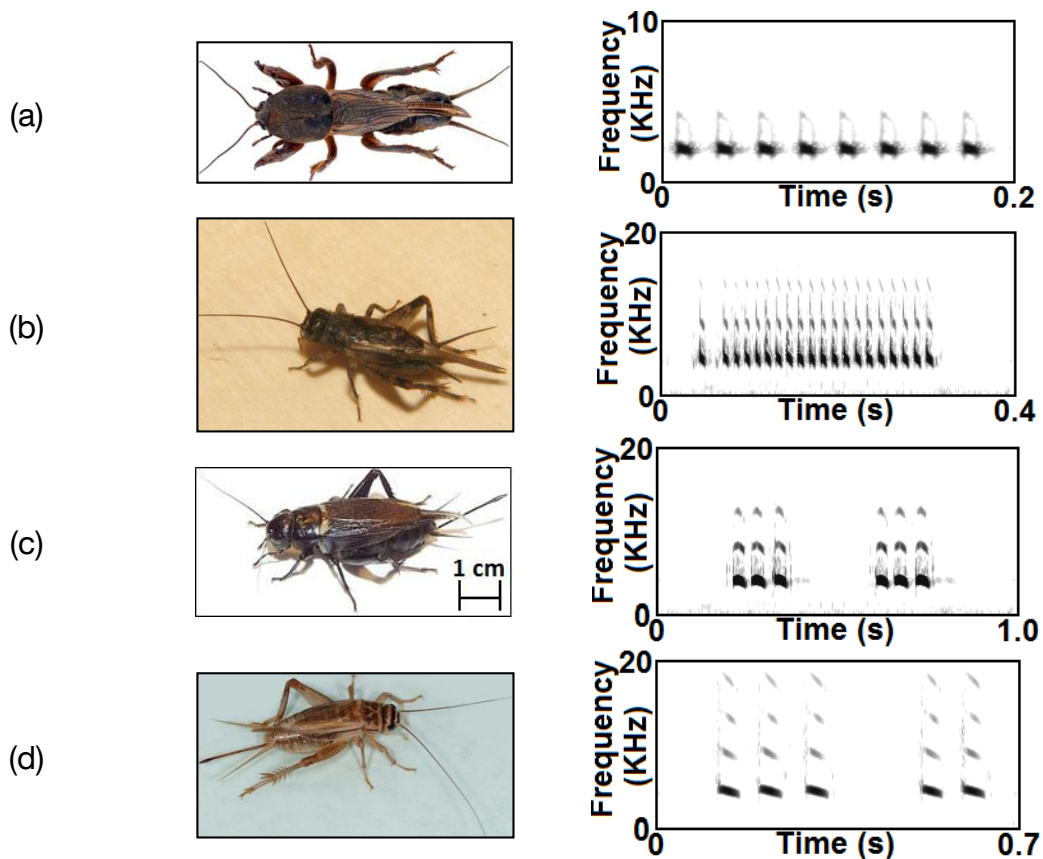 (a)
10
Frequency
(KHz)
0
Time (s)
0.2
(b)
20
Frequency
(KHz)
0
0
Time (s)
0.4
(c)
1 cm
20
Frequency
(KHz)
0
0
Time (s)
1.0
(d)
20
Frequency
(KHz)
0
0
Time (s)
0.7